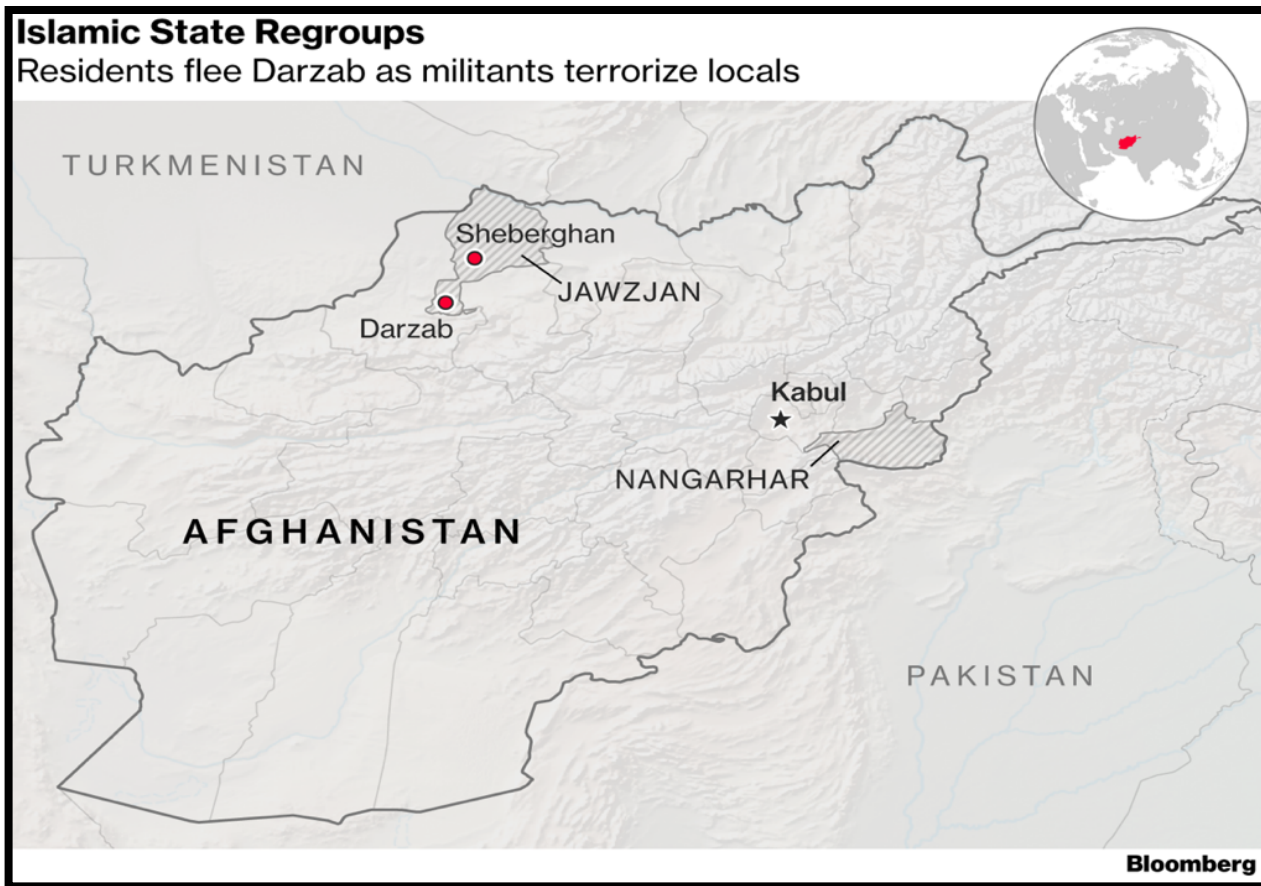 Islamic State Regroups
Residents flee Darzab as militants terrorize locals
TURKMENISTAN
Sheberghan
JAWZJAN
Darzab
Kabul
NANGARHAR
AFGHANISTAN
PAKISTAN
Bloomberg